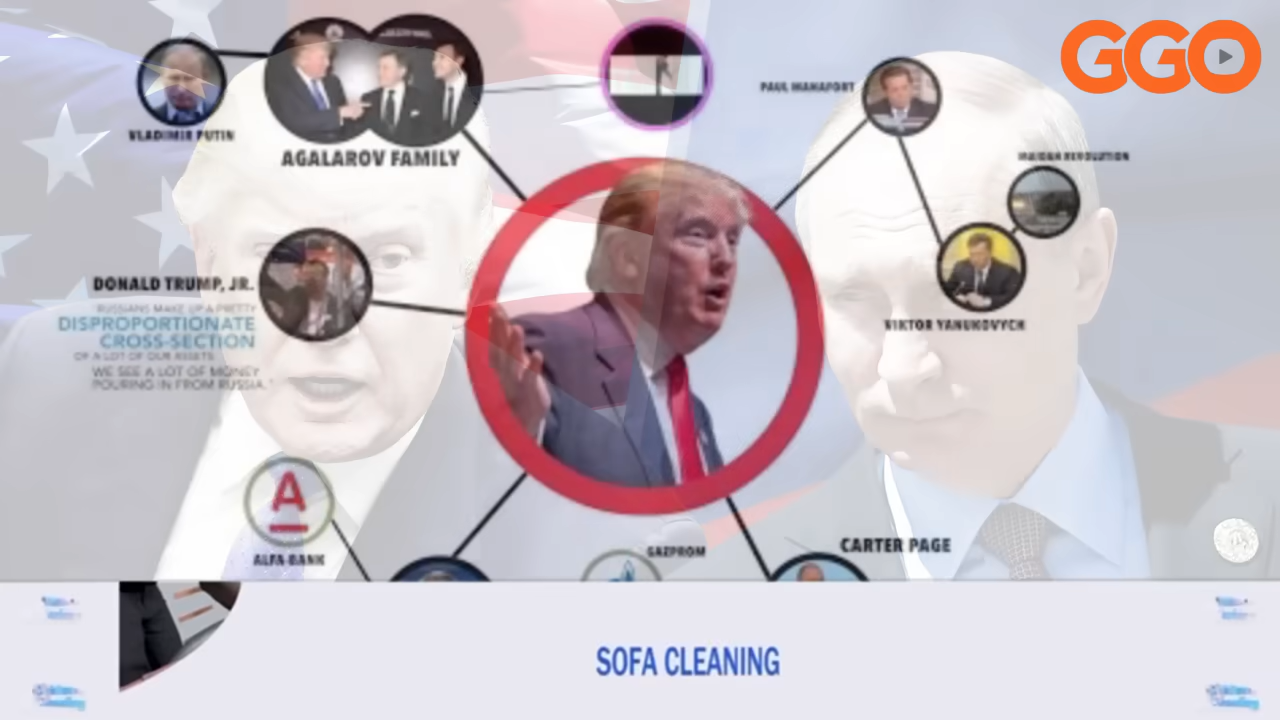 GGO
PAUL MANAFORT
VLADIMIR PUTIN
AGALAROV FAMILY
MAIDAN REVOLUTION
DONALD TRUMP, JR.
RUSSIANS MAKE UP A PRETTY
DISPROPORTIONATE
CROSS-SECTION
OF A LOT OF OUR ASSETS.
WE SEE A LOT OF MONEY
POURING IN FROM RUSSIA."
VIKTOR YANUKOVYCH
A
ALFA-BANK
GAZPROM
CARTER PAGE
SOFA CLEANING